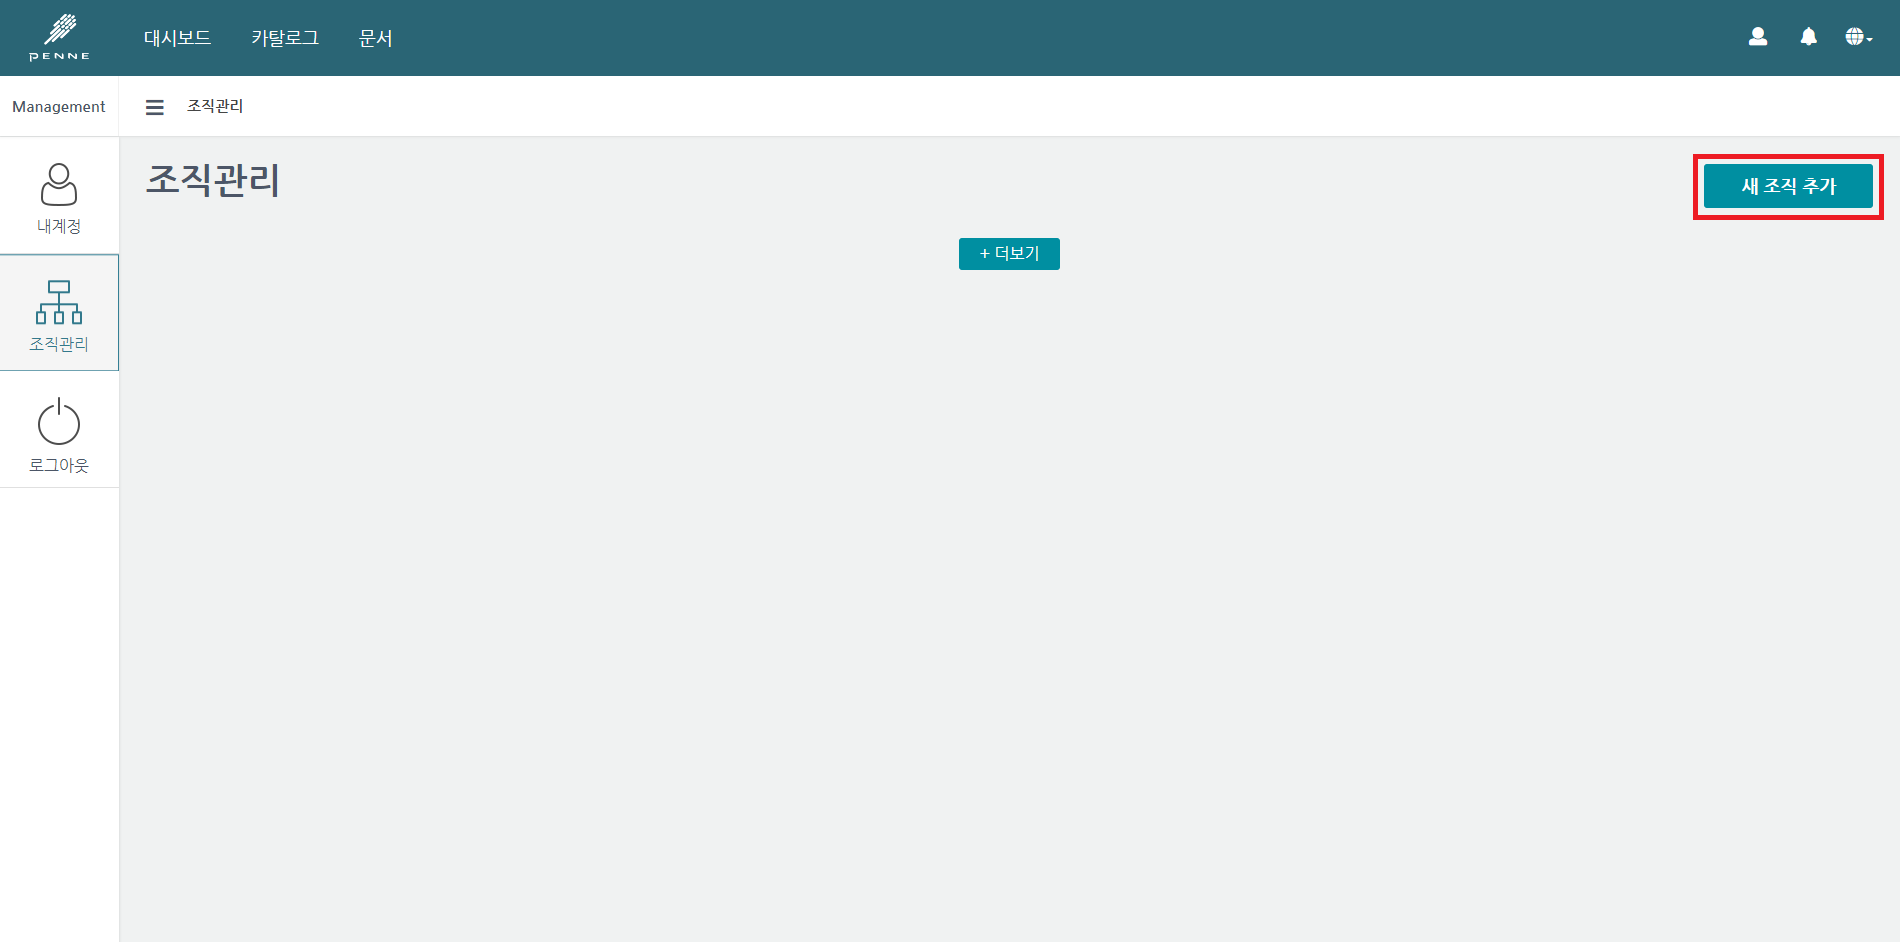 PENNE
대시보드 카탈로그 문서
Management
조직관리
내계정
조직관리
로그아웃
조직관리
새 조직 추가
+ 더보기